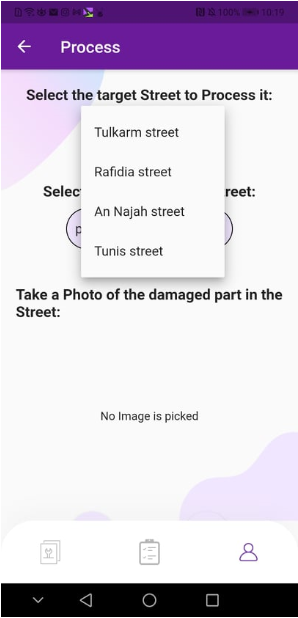 100% 10:19
Process
Select the target Street to Process it:
Tulkarm street
Rafidia street
Selec reet:
An Najah street
p
Tunis street
Take a Photo of the damaged part in the
Street:
No Image is picked